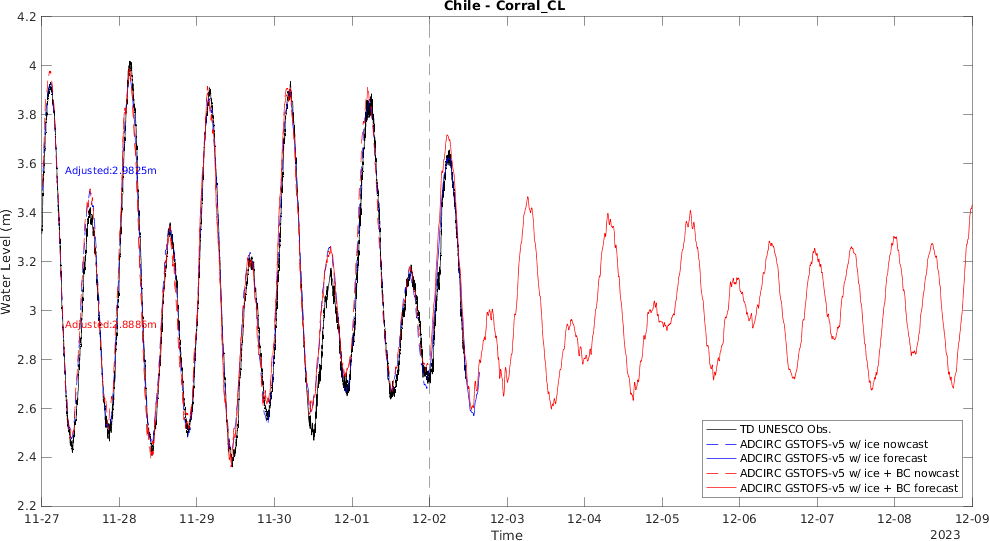 Chile - Corral_CL
4.2
4
3.8
3.6
3.4
3.2
3
2.8
2.6
2.4
2.2
Water Level (m)
Adjusted:2.9825m
Adjusted:2.8886m
TD UNESCO Obs.
ADCIRC GSTOFS-v5 w/ ice nowcast
ADCIRC GSTOFS-v5 w/ ice forecast
ADCIRC GSTOFS-v5 w/ ice + BC nowcast
ADCIRC GSTOFS-v5 w/ ice + BC forecast
11-27 11-28 11-29 11-30 12-01 12-02 12-03 12-04 12-05 12-06 12-07 12-08 12-09
Time
2023